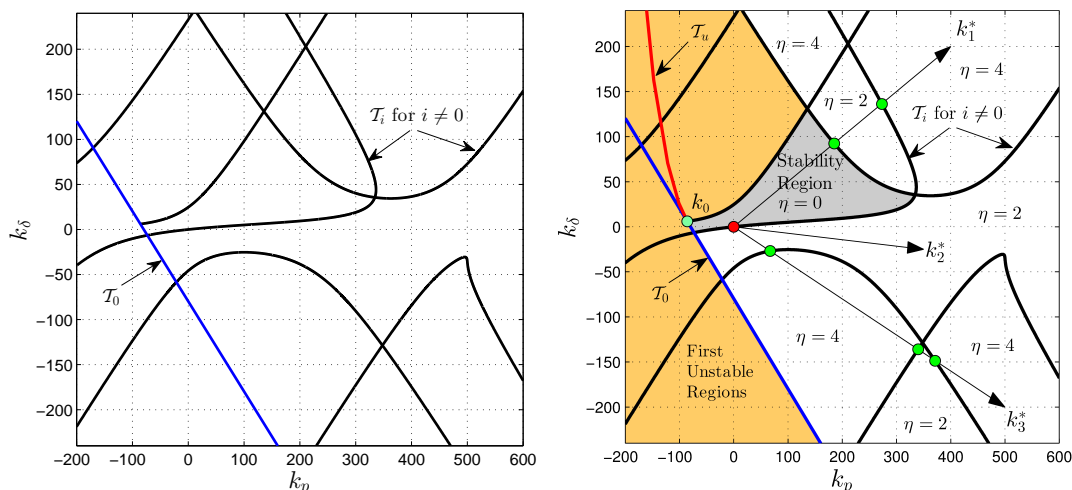 200
150
100
50
0
−50
−100
−150
−200
−200 −100 0 100 200 300 400 500 600
k_δ
k_p
𝒯_i for i ≠ 0
𝒯_0
200
150
100
50
0
−50
−100
−150
−200
−200 −100 0 100 200 300 400 500 600
k_δ
k_p
𝒯_u
η = 4
k_1^*
η = 4
η = 2
𝒯_i for i ≠ 0
Stability
Region
η = 0
k_0
η = 2
k_2^*
𝒯_0
η = 4
η = 4
First
Unstable
Regions
η = 2
k_3^*